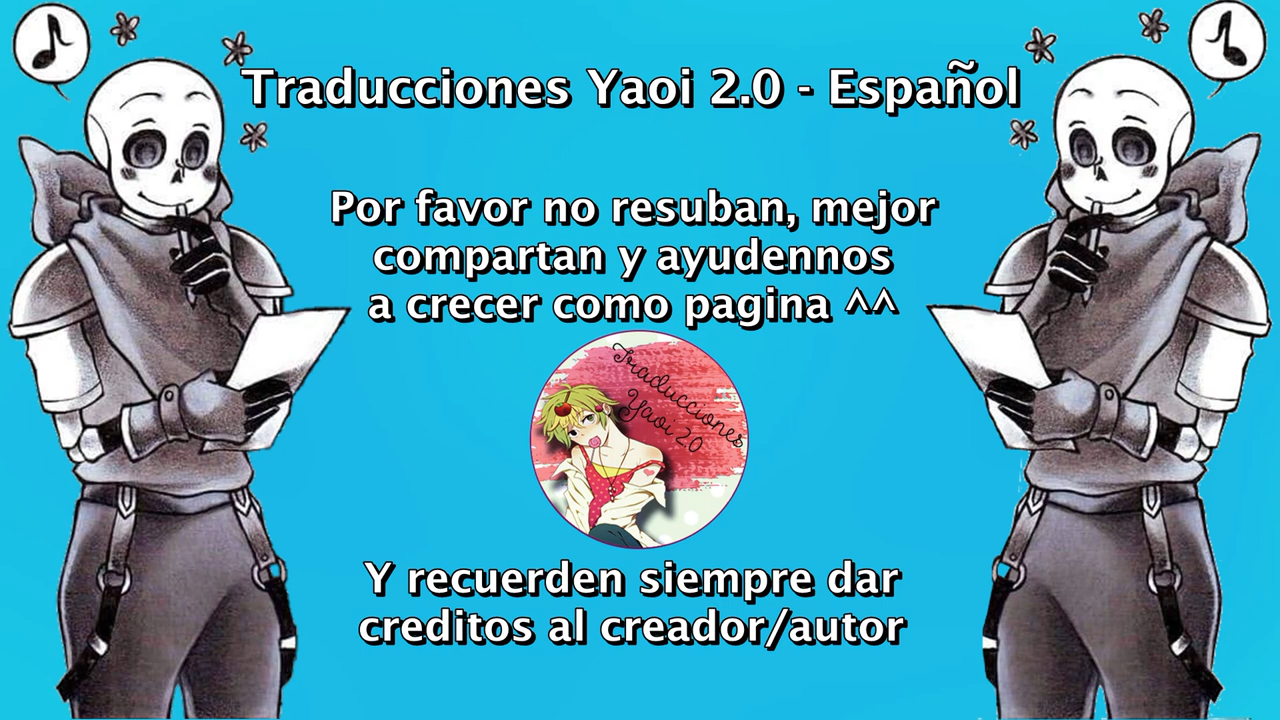 Traducciones Yaoi 2.0 - Español
Por favor no resuban, mejor
compartan y ayudennos
a crecer como pagina ^^
Traducciones
Yaoi 2.0
Y recuerden siempre dar
creditos al creador/autor